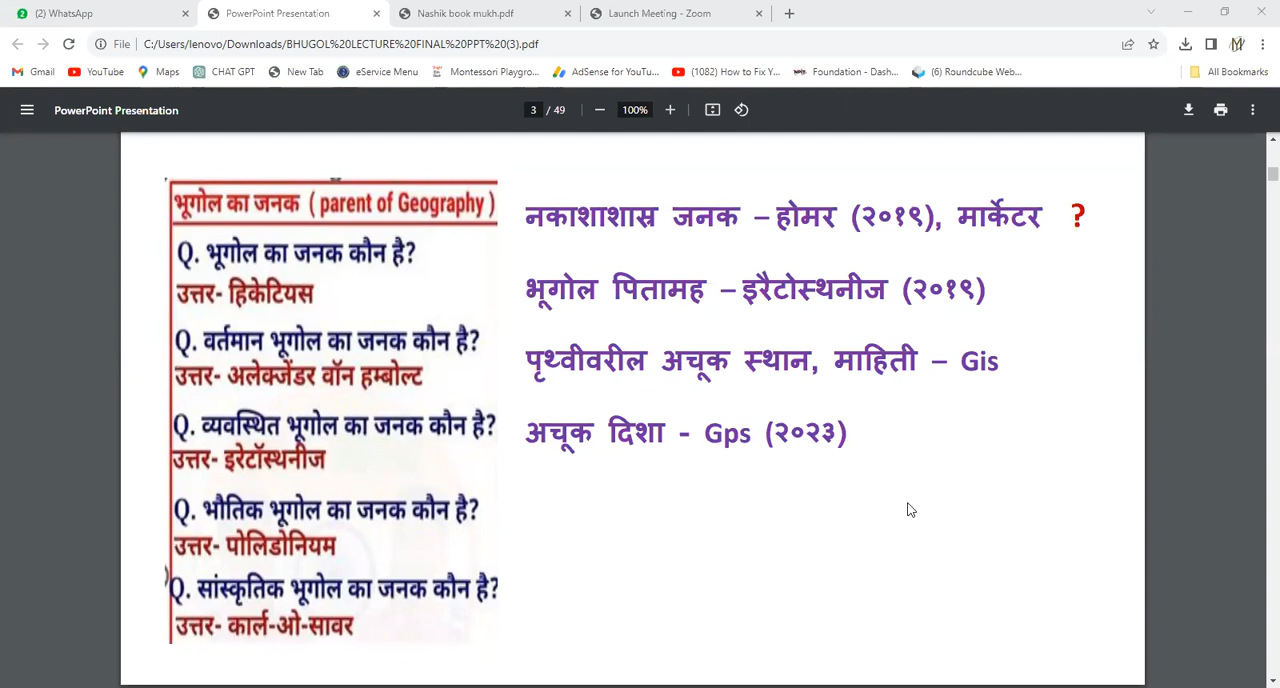 (2) WhatsApp
PowerPoint Presentation
Nashik book mukh.pdf
Launch Meeting - Zoom
File
C:/Users/lenovo/Downloads/BHUGOL%20LECTURE%20FINAL%20PPT%20(3).pdf
Gmail
YouTube
Maps
CHAT GPT
New Tab
eService Menu
Montessori Playgro...
AdSense for YouTu...
(1082) How to Fix Y...
Foundation - Dash...
(6) Roundcube Web...
All Bookmarks
PowerPoint Presentation
3 / 49
100%
भूगोल का जनक ( parent of Geography )
Q. भूगोल का जनक कौन है?
उत्तर- हिकेटियस
Q. वर्तमान भूगोल का जनक कौन है?
उत्तर- अलेक्जेंडर वॉन हम्बोल्ट
Q. व्यवस्थित भूगोल का जनक कौन है?
उत्तर- इरेटॉस्थनीज
Q. भौतिक भूगोल का जनक कौन है?
उत्तर- पोलिडोनियम
Q. सांस्कृतिक भूगोल का जनक कौन है?
उत्तर- कार्ल-ओ-सावर
नकाशाशास्र जनक – होमर (२०१९), मार्केटर ?
भूगोल पितामह – इरैटोस्थनीज (२०१९)
पृथ्वीवरील अचूक स्थान, माहिती – Gis
अचूक दिशा - Gps (२०२३)